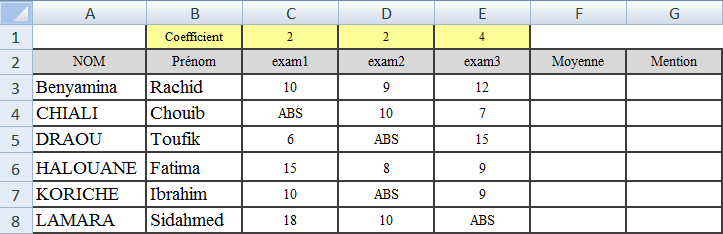 A B C D E F G
1 Coefficient 2 2 4
2 NOM Prénom exam1 exam2 exam3 Moyenne Mention
3 Benyamina Rachid 10 9 12
4 CHIALI Chouib ABS 10 7
5 DRAOU Toufik 6 ABS 15
6 HALOUANE Fatima 15 8 9
7 KORICHE Ibrahim 10 ABS 9
8 LAMARA Sidahmed 18 10 ABS